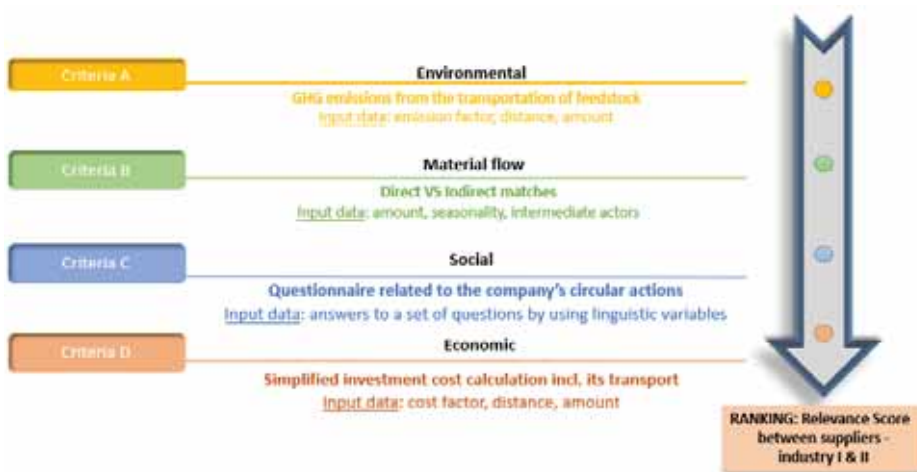 Criteria A
Environmental
GHG emissions from the transportation of feedstock
Input data: emission factor, distance, amount
Criteria B
Material flow
Direct VS Indirect matches
Input data: amount, seasonality, intermediate actors
Criteria C
Social
Questionnaire related to the company's circular actions
Input data: answers to a set of questions by using linguistic variables
Criteria D
Economic
Simplified investment cost calculation incl. its transport
Input data: cost factor, distance, amount
RANKING: Relevance Score
between suppliers -
industry I & II